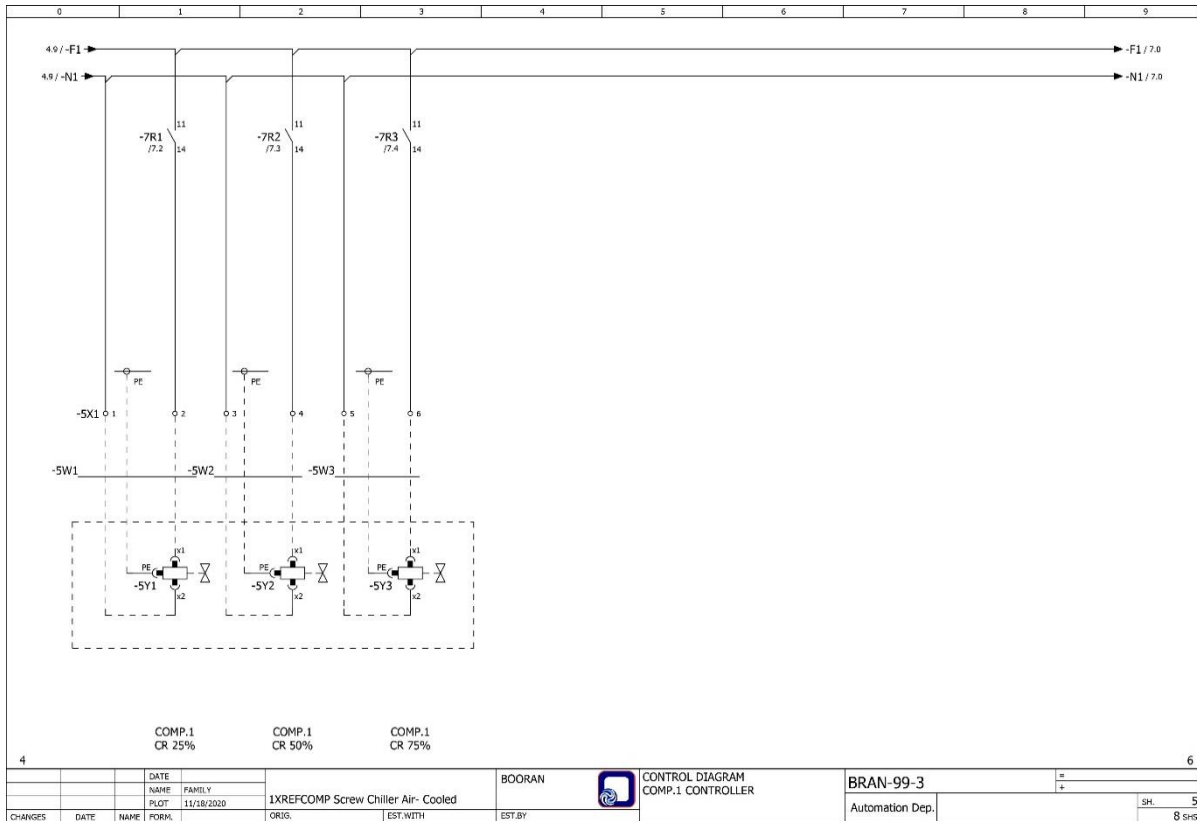 0 1 2 3 4 5 6 7 8 9
4.9 / -F1 -F1 / 7.0
4.9 / -N1 -N1 / 7.0
11 11 11
-7R1 -7R2 -7R3
/7.2 14 /7.3 14 /7.4 14
PE PE PE
-5X1 1 2 3 4 5 6
-5W1 -5W2 -5W3
x1 x1 x1
PE PE PE
-5Y1 -5Y2 -5Y3
x2 x2 x2
COMP.1 COMP.1 COMP.1
CR 25% CR 50% CR 75%
4 6
DATE BOORAN CONTROL DIAGRAM BRAN-99-3 =
NAME FAMILY COMP.1 CONTROLLER +
PLOT 11/18/2020 1XREFCOMP Screw Chiller Air- Cooled Automation Dep. SH. 5
CHANGES DATE NAME FORM. ORIG. EST.WITH EST.BY 8 SHS